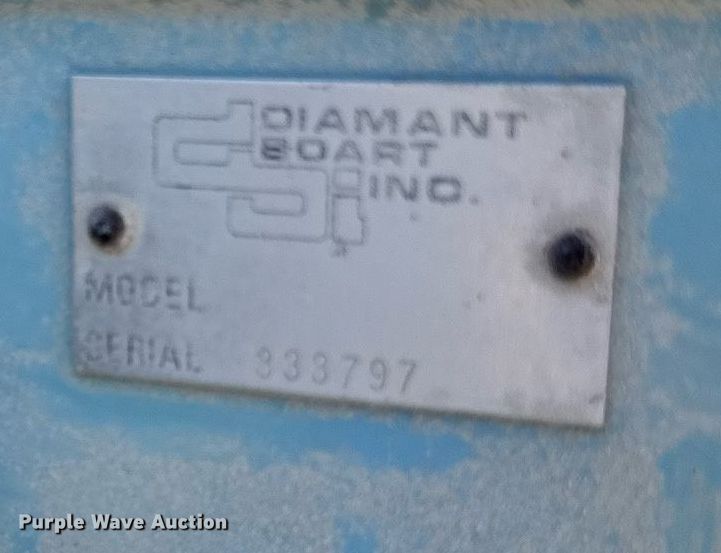 DIAMANT
BOART
INC.
MODEL
SERIAL 333797
Purple Wave Auction